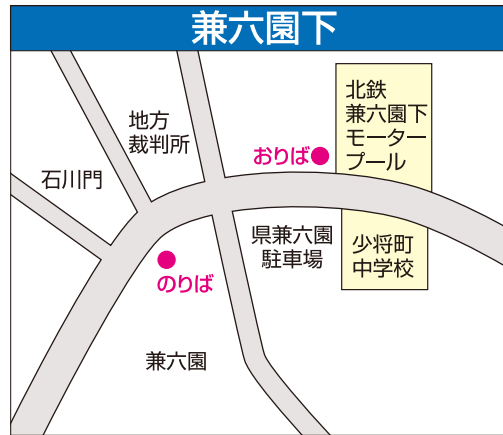 兼六園下
北鉄
兼六園下
モーター
プール
地方
裁判所
おりば
石川門
県兼六園
駐車場
少将町
中学校
のりば
兼六園